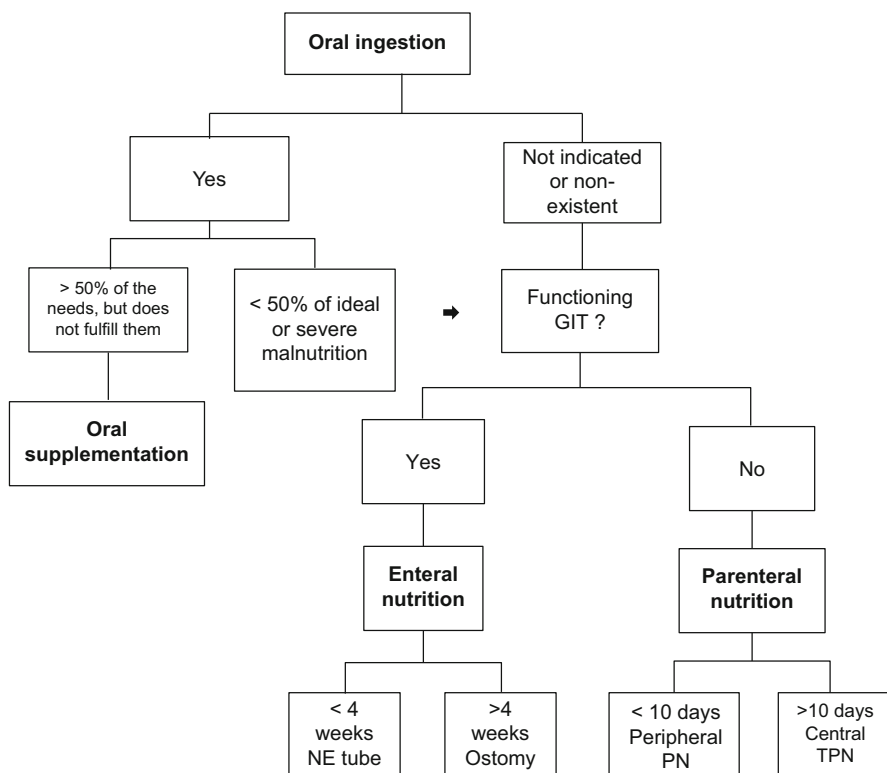 Oral ingestion
Yes
Not indicated
or non-
existent
> 50% of the
needs, but does
not fulfill them
< 50% of ideal
or severe
malnutrition
Functioning
GIT ?
Oral
supplementation
Yes
No
Enteral
nutrition
Parenteral
nutrition
< 4
weeks
NE tube
>4
weeks
Ostomy
< 10 days
Peripheral
PN
>10 days
Central
TPN